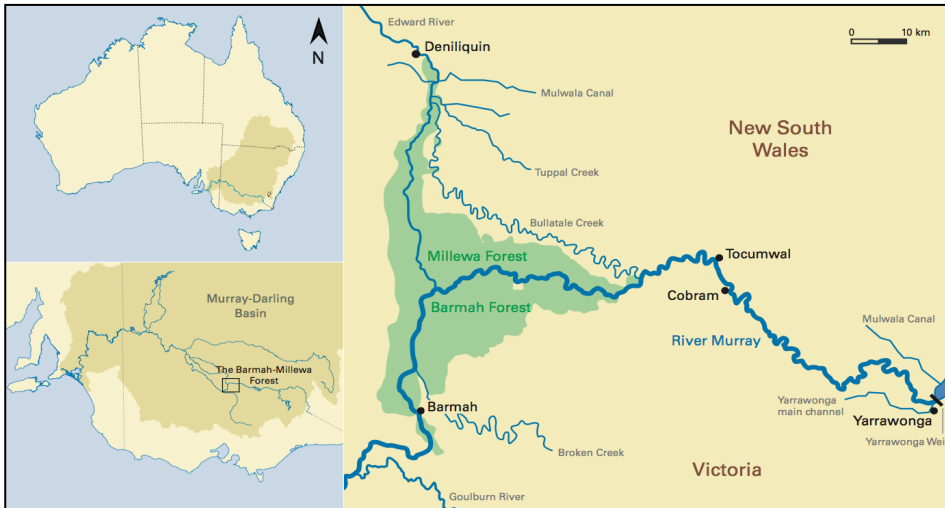 N
Murray-Darling
Basin
The Barmah-Millewa
Forest
Edward River
Deniliquin
0 10 km
Mulwala Canal
New South
Wales
Tuppal Creek
Bullatale Creek
Millewa Forest
Tocumwal
Barmah Forest
Cobram
River Murray
Mulwala Canal
Barmah
Yarrawonga
main channel
Yarrawonga
Broken Creek
Yarrawonga Wei
Victoria
Goulburn River